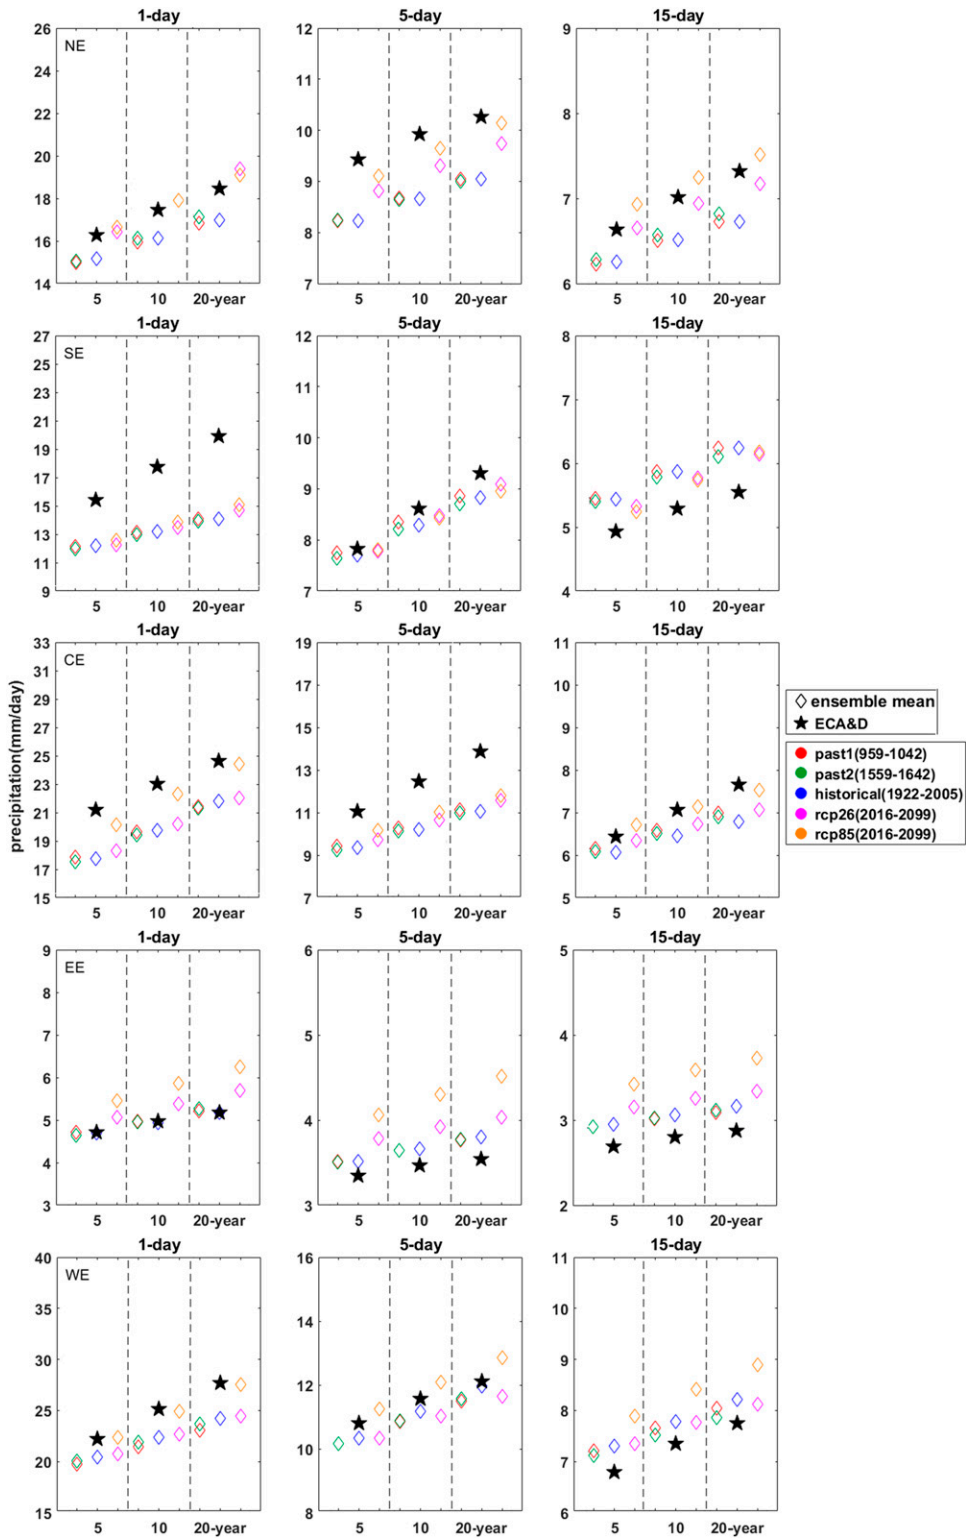 1-day
5-day
15-day
26
24
22
20
18
16
14
NE
5
10
20-year
12
11
10
9
8
7
5
10
20-year
9
8
7
6
5
10
20-year
1-day
5-day
15-day
27
25
23
21
19
17
15
13
11
9
SE
5
10
20-year
12
11
10
9
8
7
5
10
20-year
8
7
6
5
4
5
10
20-year
1-day
5-day
15-day
precipitation(mm/day)
33
31
29
27
25
23
21
19
17
15
CE
5
10
20-year
19
17
15
13
11
9
7
5
10
20-year
11
10
9
8
7
6
5
5
10
20-year
ensemble mean
ECA&D
past1(959-1042)
past2(1559-1642)
historical(1922-2005)
rcp26(2016-2099)
rcp85(2016-2099)
1-day
5-day
15-day
9
8
7
6
5
4
3
EE
5
10
20-year
6
5
4
3
5
10
20-year
5
4
3
2
5
10
20-year
1-day
5-day
15-day
40
35
30
25
20
15
WE
5
10
20-year
16
14
12
10
8
5
10
20-year
11
10
9
8
7
6
5
10
20-year